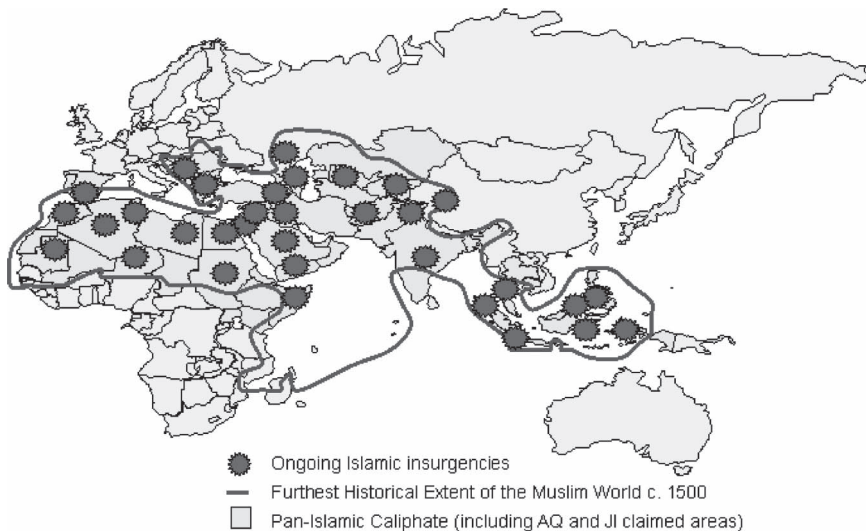 Ongoing Islamic insurgencies
Furthest Historical Extent of the Muslim World c. 1500
Pan-Islamic Caliphate (including AQ and JI claimed areas)